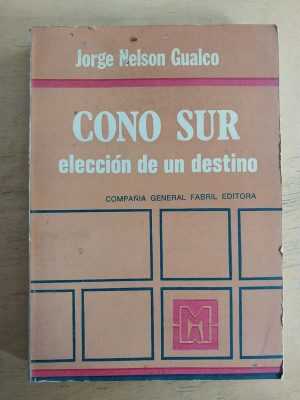 Jorge Nelson Gualco
CONO SUR
elección de un destino
COMPAÑIA GENERAL FABRIL EDITORA